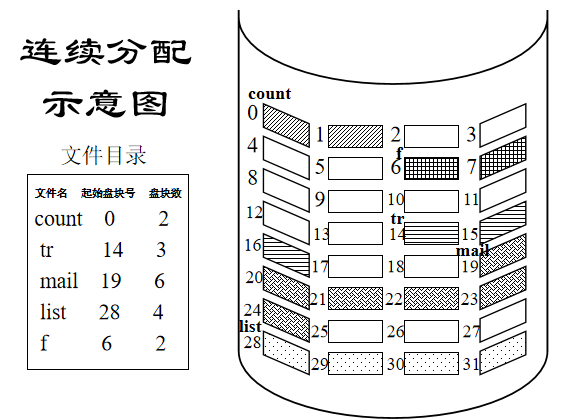 连续分配
示意图
文件目录
文件名 起始盘块号 盘块数
count 0 2
tr 14 3
mail 19 6
list 28 4
f 6 2
count
0 1 2 3
f
4 5 6 7
8 9 10 11
tr
12 13 14 15
mail
16 17 18 19
20 21 22 23
list
24 25 26 27
28 29 30 31